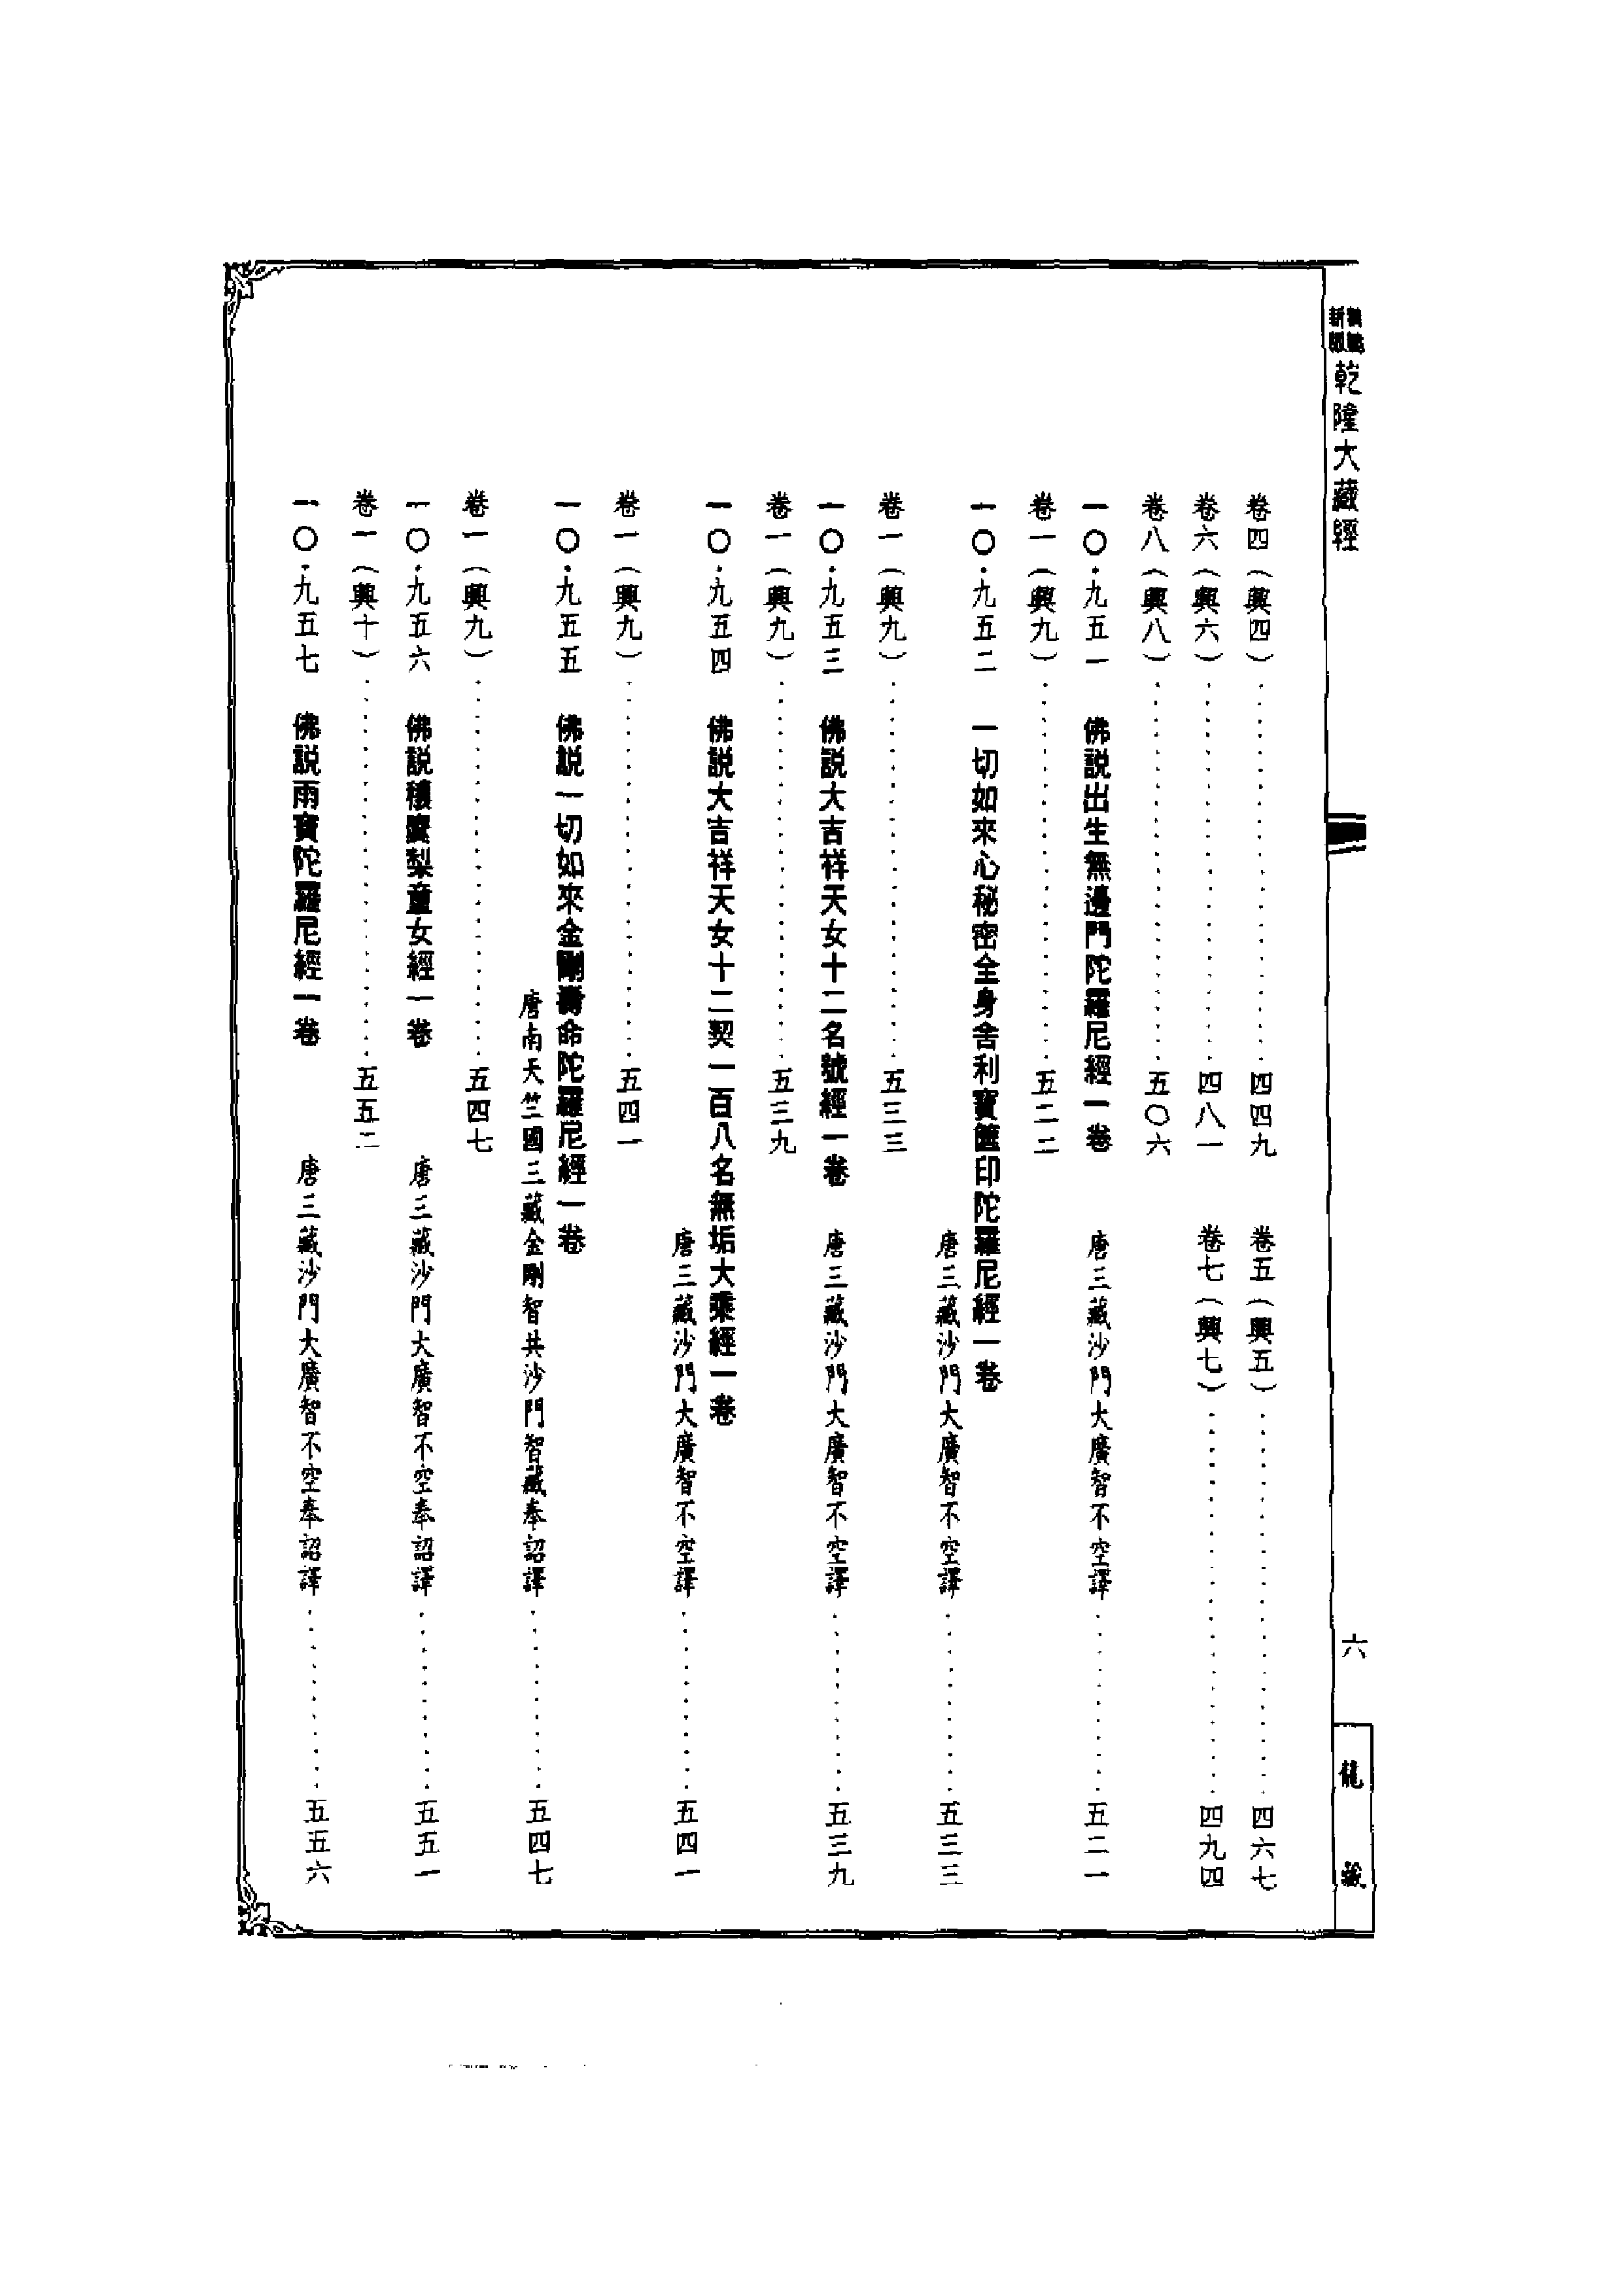 新版
乾隆大藏經
六
龍藏
卷四(興四)····················四四九
卷五(興五)····················四六七
卷六(興六)····················四八一
卷七(興七)····················四九四
卷八(興八)····················五〇六
一〇·九五一 佛説出生無邊門陀羅尼經一卷 唐三藏沙門大廣智不空譯··········五二一
卷一(興九)····················五二二
一〇·九五二 一切如來心秘密全身舍利寶篋印陀羅尼經一卷
唐三藏沙門大廣智不空譯··········五三三
卷一(興九)····················五三三
一〇·九五三 佛説大吉祥天女十二名號經一卷 唐三藏沙門大廣智不空譯··········五三九
卷一(興九)····················五三九
一〇·九五四 佛説大吉祥天女十二契一百八名無垢大乘經一卷
唐三藏沙門大廣智不空譯··········五四一
卷一(興九)····················五四一
一〇·九五五 佛説一切如來金剛壽命陀羅尼經一卷
唐南天竺國三藏金剛智共沙門智藏奉詔譯··········五四七
卷一(興九)····················五四七
一〇·九五六 佛説穰麌梨童女經一卷 唐三藏沙門大廣智不空奉詔譯··········五五一
卷一(興十)····················五五二
一〇·九五七 佛説雨寶陀羅尼經一卷 唐三藏沙門大廣智不空奉詔譯··········五五六